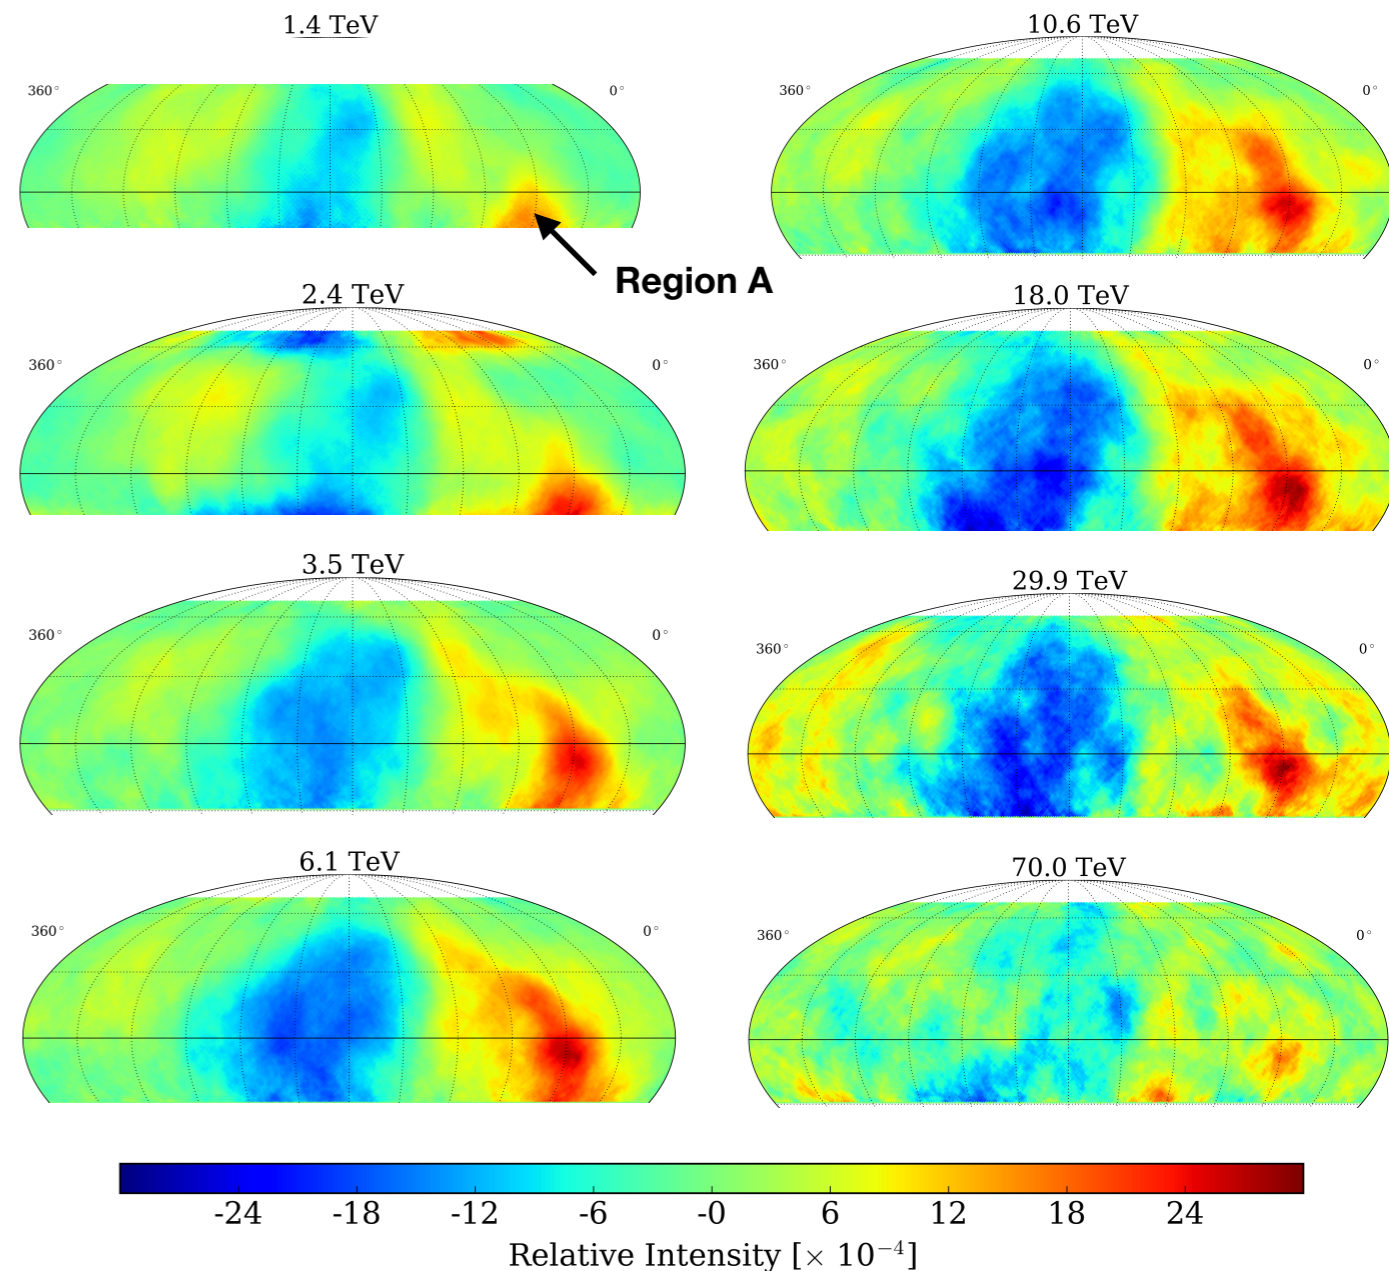 1.4 TeV
10.6 TeV
360°
0°
360°
0°
Region A
2.4 TeV
18.0 TeV
360°
0°
360°
0°
3.5 TeV
29.9 TeV
360°
0°
360°
0°
6.1 TeV
70.0 TeV
360°
0°
360°
0°
-24 -18 -12 -6 -0 6 12 18 24
Relative Intensity [× 10⁻⁴]